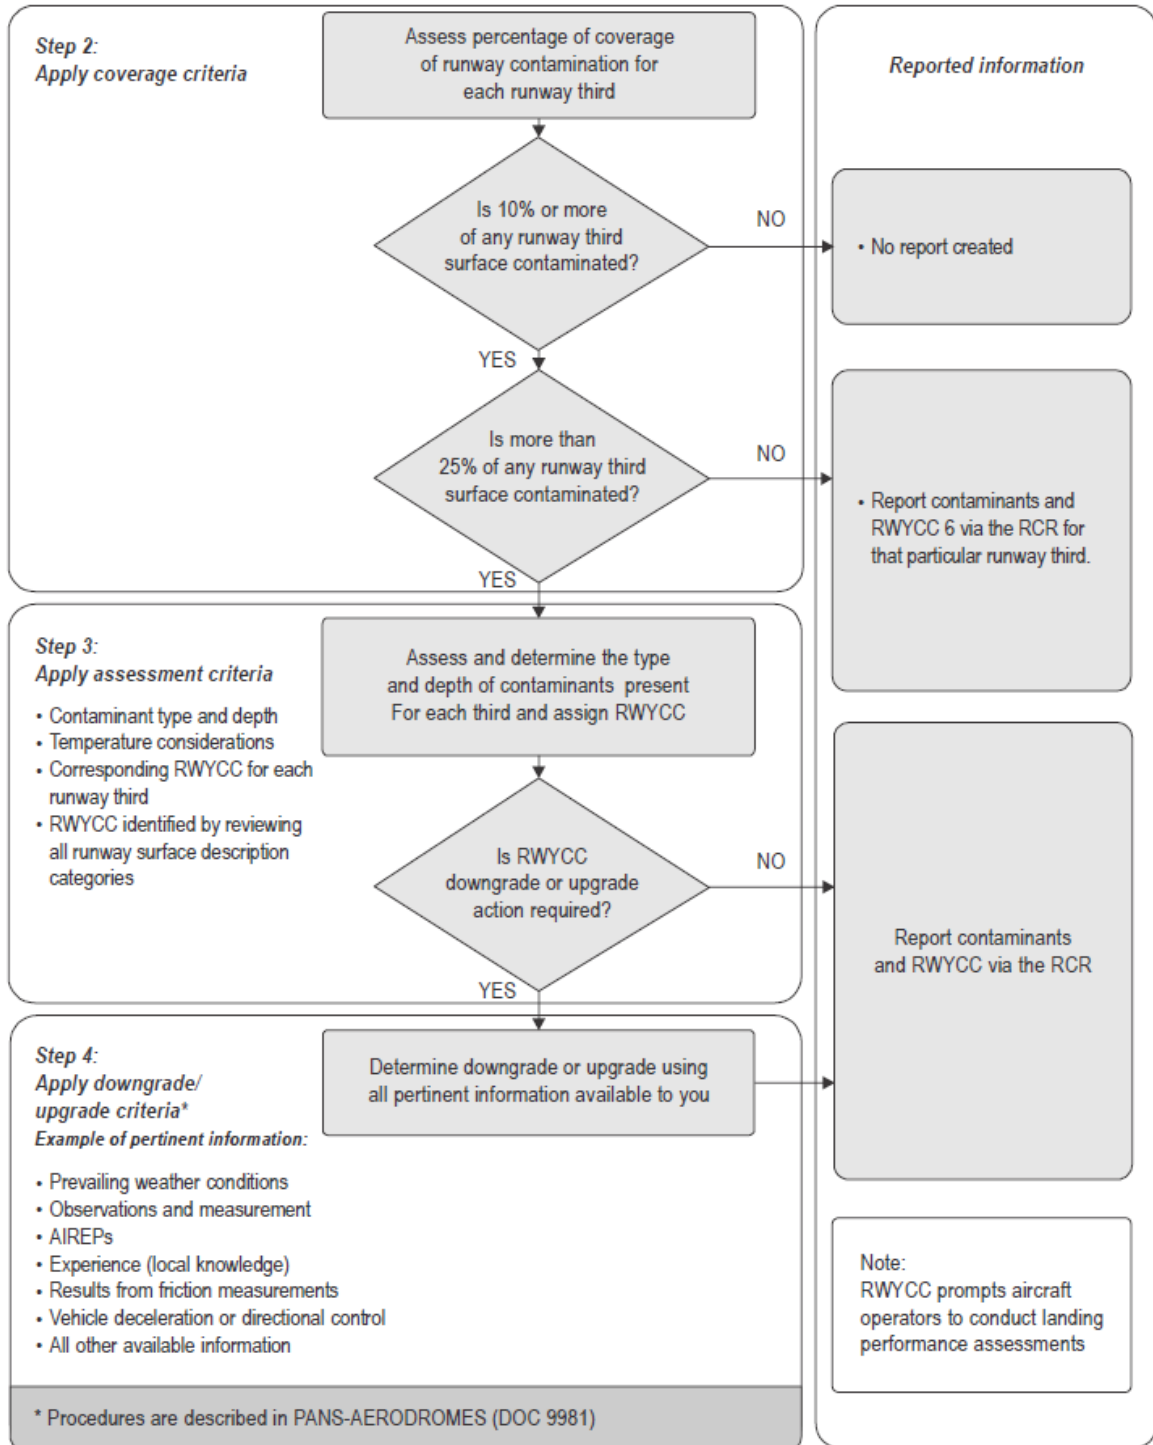 Step 2:
Apply coverage criteria
Assess percentage of coverage
of runway contamination for
each runway third
Reported information
Is 10% or more
of any runway third
surface contaminated?
NO
• No report created
YES
Is more than
25% of any runway third
surface contaminated?
NO
• Report contaminants and
RWYCC 6 via the RCR for
that particular runway third.
YES
Step 3:
Apply assessment criteria
• Contaminant type and depth
• Temperature considerations
• Corresponding RWYCC for each
runway third
• RWYCC identified by reviewing
all runway surface description
categories
Assess and determine the type
and depth of contaminants present
For each third and assign RWYCC
Is RWYCC
downgrade or upgrade
action required?
NO
Report contaminants
and RWYCC via the RCR
YES
Step 4:
Apply downgrade/
upgrade criteria*
Example of pertinent information:
• Prevailing weather conditions
• Observations and measurement
• AIREPs
• Experience (local knowledge)
• Results from friction measurements
• Vehicle deceleration or directional control
• All other available information
Determine downgrade or upgrade using
all pertinent information available to you
Note:
RWYCC prompts aircraft
operators to conduct landing
performance assessments
* Procedures are described in PANS-AERODROMES (DOC 9981)